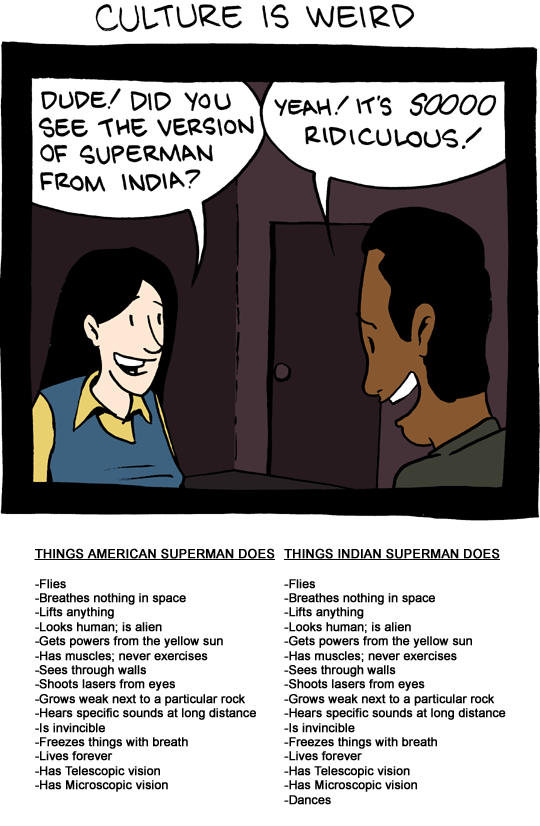 CULTURE IS WEIRD
DUDE! DID YOU
SEE THE VERSION
OF SUPERMAN
FROM INDIA?
YEAH! IT'S SOOOO
RIDICULOUS!
THINGS AMERICAN SUPERMAN DOES
-Flies
-Breathes nothing in space
-Lifts anything
-Looks human; is alien
-Gets powers from the yellow sun
-Has muscles; never exercises
-Sees through walls
-Shoots lasers from eyes
-Grows weak next to a particular rock
-Hears specific sounds at long distance
-Is invincible
-Freezes things with breath
-Lives forever
-Has Telescopic vision
-Has Microscopic vision
THINGS INDIAN SUPERMAN DOES
-Flies
-Breathes nothing in space
-Lifts anything
-Looks human; is alien
-Gets powers from the yellow sun
-Has muscles; never exercises
-Sees through walls
-Shoots lasers from eyes
-Grows weak next to a particular rock
-Hears specific sounds at long distance
-Is invincible
-Freezes things with breath
-Lives forever
-Has Telescopic vision
-Has Microscopic vision
-Dances